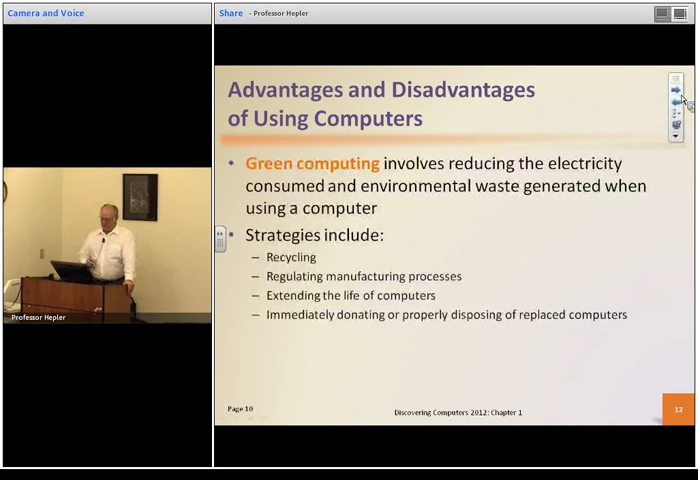 Camera and Voice
Share - Professor Hepler
Advantages and Disadvantages
of Using Computers
• Green computing involves reducing the electricity
consumed and environmental waste generated when
using a computer
• Strategies include:
– Recycling
– Regulating manufacturing processes
– Extending the life of computers
– Immediately donating or properly disposing of replaced computers
Professor Hepler
Page 10
Discovering Computers 2012: Chapter 1
12